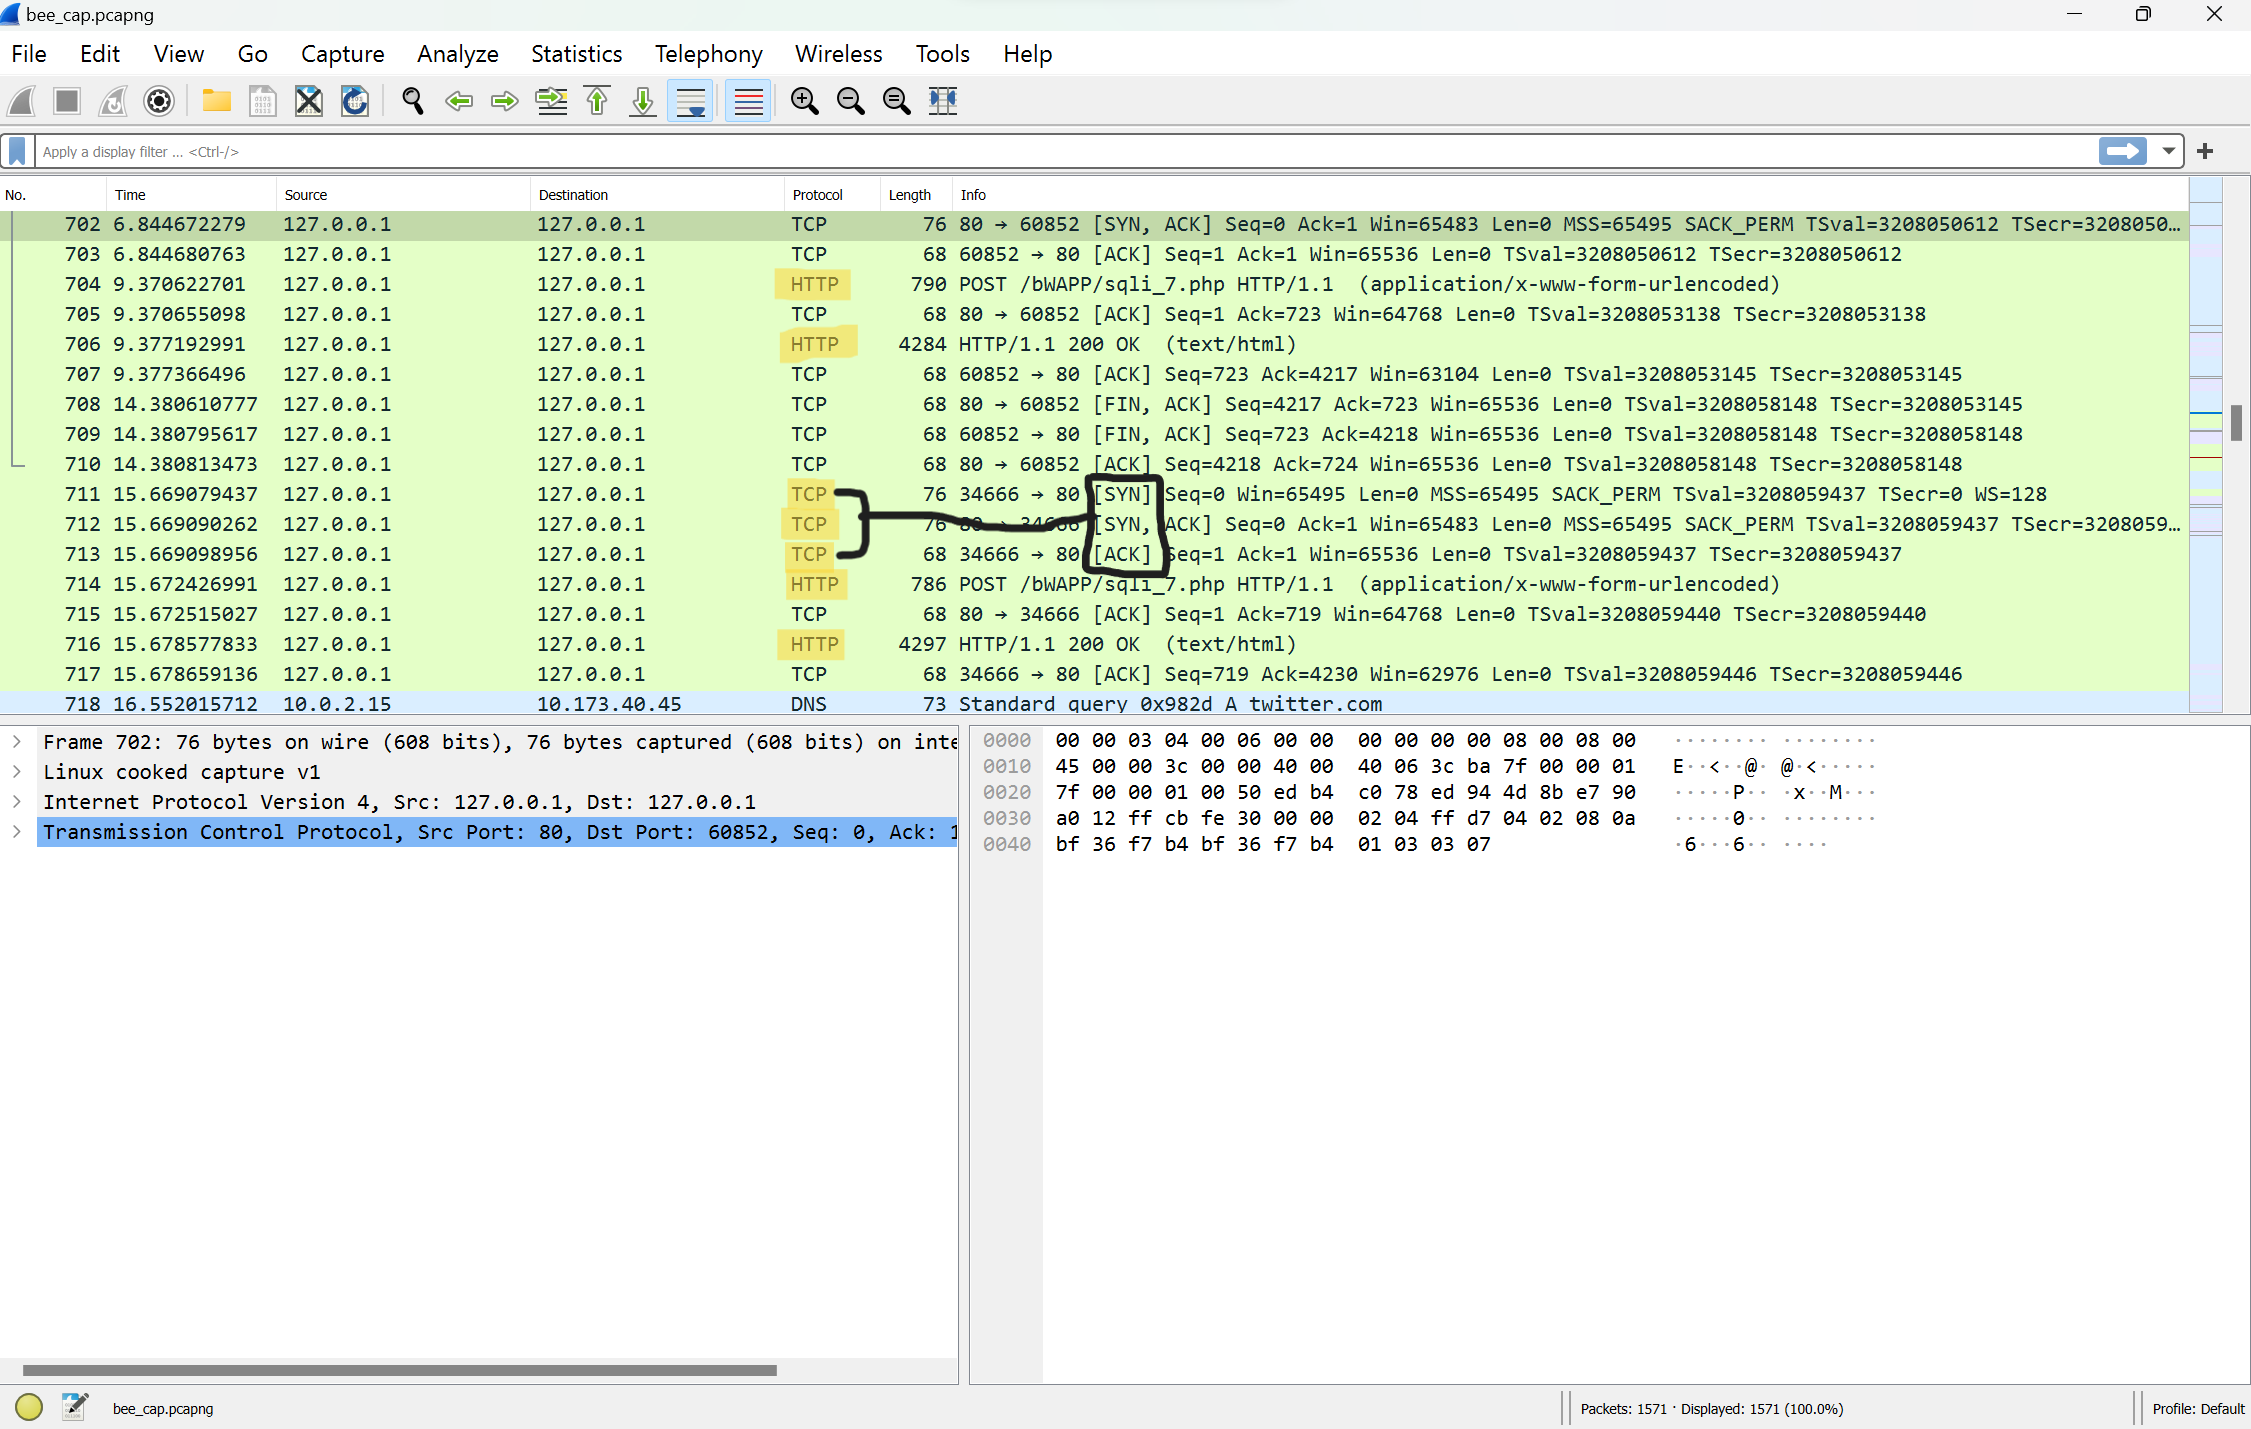 bee_cap.pcapng
File Edit View Go Capture Analyze Statistics Telephony Wireless Tools Help
Apply a display filter ... <Ctrl-/>
No. Time Source Destination Protocol Length Info
702 6.844672279 127.0.0.1 127.0.0.1 TCP 76 80 → 60852 [SYN, ACK] Seq=0 Ack=1 Win=65483 Len=0 MSS=65495 SACK_PERM TSval=3208050612 TSecr=3208050…
703 6.844680763 127.0.0.1 127.0.0.1 TCP 68 60852 → 80 [ACK] Seq=1 Ack=1 Win=65536 Len=0 TSval=3208050612 TSecr=3208050612
704 9.370622701 127.0.0.1 127.0.0.1 HTTP 790 POST /bWAPP/sqli_7.php HTTP/1.1 (application/x-www-form-urlencoded)
705 9.370655098 127.0.0.1 127.0.0.1 TCP 68 80 → 60852 [ACK] Seq=1 Ack=723 Win=64768 Len=0 TSval=3208053138 TSecr=3208053138
706 9.377192991 127.0.0.1 127.0.0.1 HTTP 4284 HTTP/1.1 200 OK (text/html)
707 9.377366496 127.0.0.1 127.0.0.1 TCP 68 60852 → 80 [ACK] Seq=723 Ack=4217 Win=63104 Len=0 TSval=3208053145 TSecr=3208053145
708 14.380610777 127.0.0.1 127.0.0.1 TCP 68 80 → 60852 [FIN, ACK] Seq=4217 Ack=723 Win=65536 Len=0 TSval=3208058148 TSecr=3208053145
709 14.380795617 127.0.0.1 127.0.0.1 TCP 68 60852 → 80 [FIN, ACK] Seq=723 Ack=4218 Win=65536 Len=0 TSval=3208058148 TSecr=3208058148
710 14.380813473 127.0.0.1 127.0.0.1 TCP 68 80 → 60852 [ACK] Seq=4218 Ack=724 Win=65536 Len=0 TSval=3208058148 TSecr=3208058148
711 15.669079437 127.0.0.1 127.0.0.1 TCP 76 34666 → 80 [SYN] Seq=0 Win=65495 Len=0 MSS=65495 SACK_PERM TSval=3208059437 TSecr=0 WS=128
712 15.669090262 127.0.0.1 127.0.0.1 TCP 76 80 → 34666 [SYN, ACK] Seq=0 Ack=1 Win=65483 Len=0 MSS=65495 SACK_PERM TSval=3208059437 TSecr=3208059…
713 15.669098956 127.0.0.1 127.0.0.1 TCP 68 34666 → 80 [ACK] Seq=1 Ack=1 Win=65536 Len=0 TSval=3208059437 TSecr=3208059437
714 15.672426991 127.0.0.1 127.0.0.1 HTTP 786 POST /bWAPP/sqli_7.php HTTP/1.1 (application/x-www-form-urlencoded)
715 15.672515027 127.0.0.1 127.0.0.1 TCP 68 80 → 34666 [ACK] Seq=1 Ack=719 Win=64768 Len=0 TSval=3208059440 TSecr=3208059440
716 15.678577833 127.0.0.1 127.0.0.1 HTTP 4297 HTTP/1.1 200 OK (text/html)
717 15.678659136 127.0.0.1 127.0.0.1 TCP 68 34666 → 80 [ACK] Seq=719 Ack=4230 Win=62976 Len=0 TSval=3208059446 TSecr=3208059446
718 16.552015712 10.0.2.15 10.173.40.45 DNS 73 Standard query 0x982d A twitter.com
Frame 702: 76 bytes on wire (608 bits), 76 bytes captured (608 bits) on inte
Linux cooked capture v1
Internet Protocol Version 4, Src: 127.0.0.1, Dst: 127.0.0.1
Transmission Control Protocol, Src Port: 80, Dst Port: 60852, Seq: 0, Ack: 1
0000 00 00 03 04 00 06 00 00 00 00 00 00 08 00 08 00 ········ ········
0010 45 00 00 3c 00 00 40 00 40 06 3c ba 7f 00 00 01 E··<··@· @·<·····
0020 7f 00 00 01 00 50 ed b4 c0 78 ed 94 4d 8b e7 90 ·····P·· ·x··M···
0030 a0 12 ff cb fe 30 00 00 02 04 ff d7 04 02 08 0a ·····0·· ········
0040 bf 36 f7 b4 bf 36 f7 b4 01 03 03 07 ·6···6·· ····
bee_cap.pcapng
Packets: 1571 · Displayed: 1571 (100.0%)
Profile: Default